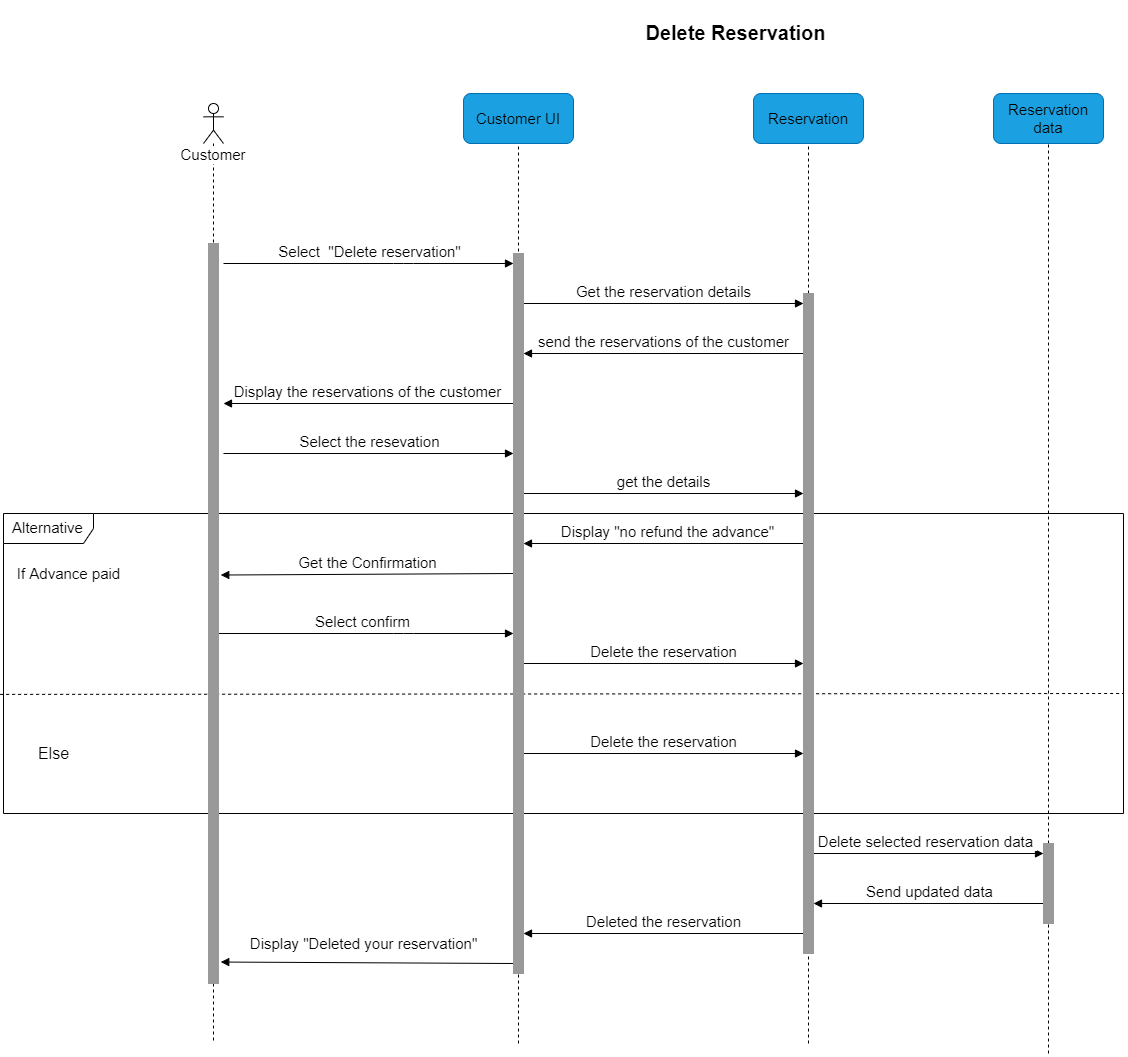 Delete Reservation
Customer
Customer UI
Reservation
Reservation
data
Select  "Delete reservation"
Get the reservation details
send the reservations of the customer
Display the reservations of the customer
Select the resevation
get the details
Alternative
Display "no refund the advance"
If Advance paid
Get the Confirmation
Select confirm
Delete the reservation
Else
Delete the reservation
Delete selected reservation data
Send updated data
Deleted the reservation
Display "Deleted your reservation"